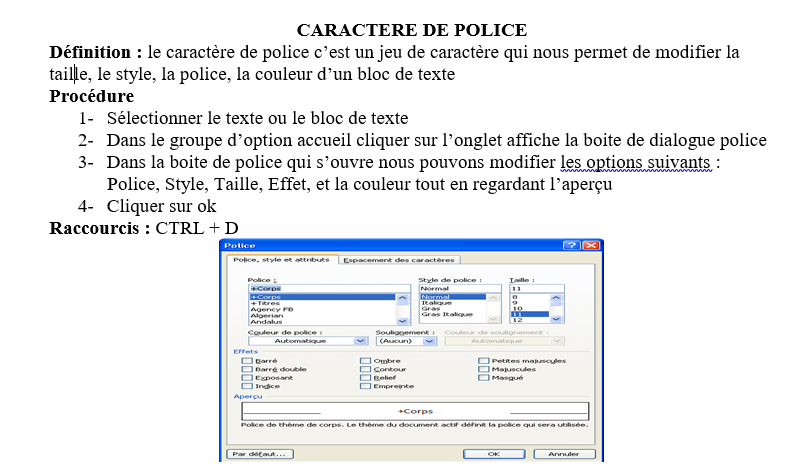 CARACTERE DE POLICE
Définition : le caractère de police c’est un jeu de caractère qui nous permet de modifier la
taille, le style, la police, la couleur d’un bloc de texte
Procédure
1- Sélectionner le texte ou le bloc de texte
2- Dans le groupe d’option accueil cliquer sur l’onglet affiche la boite de dialogue police
3- Dans la boite de police qui s’ouvre nous pouvons modifier les options suivants :
Police, Style, Taille, Effet, et la couleur tout en regardant l’aperçu
4- Cliquer sur ok
Raccourcis : CTRL + D
Police
Police, style et attributs Espacement des caractères
Police : Style de police : Taille :
+Corps Normal 11
+Corps Normal 8
+Titres Italique 9
Agency FB Gras 10
Algerian Gras Italique 11
Andalus 12
Couleur de police : Soulignement : Couleur de soulignement :
Automatique (Aucun) Automatique
Effets
Barré Ombre Petites majuscules
Barré double Contour Majuscules
Exposant Relief Masqué
Indice Empreinte
Aperçu
+Corps
Police de thème de corps. Le thème du document actif définit la police qui sera utilisée.
Par défaut... OK Annuler